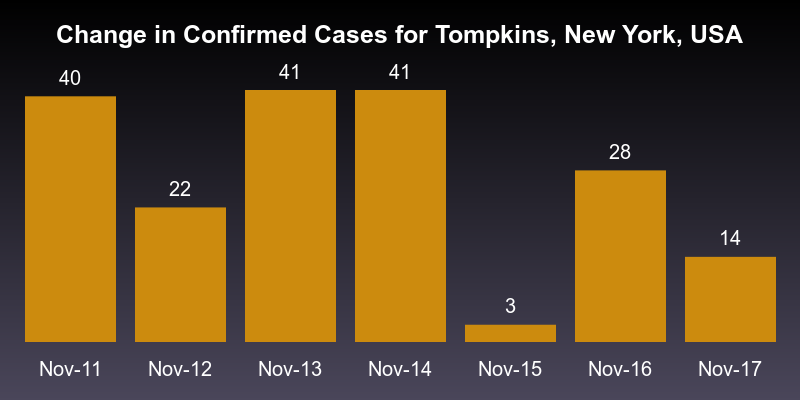 Change in Confirmed Cases for Tompkins, New York, USA
40
22
41
41
3
28
14
Nov-11
Nov-12
Nov-13
Nov-14
Nov-15
Nov-16
Nov-17